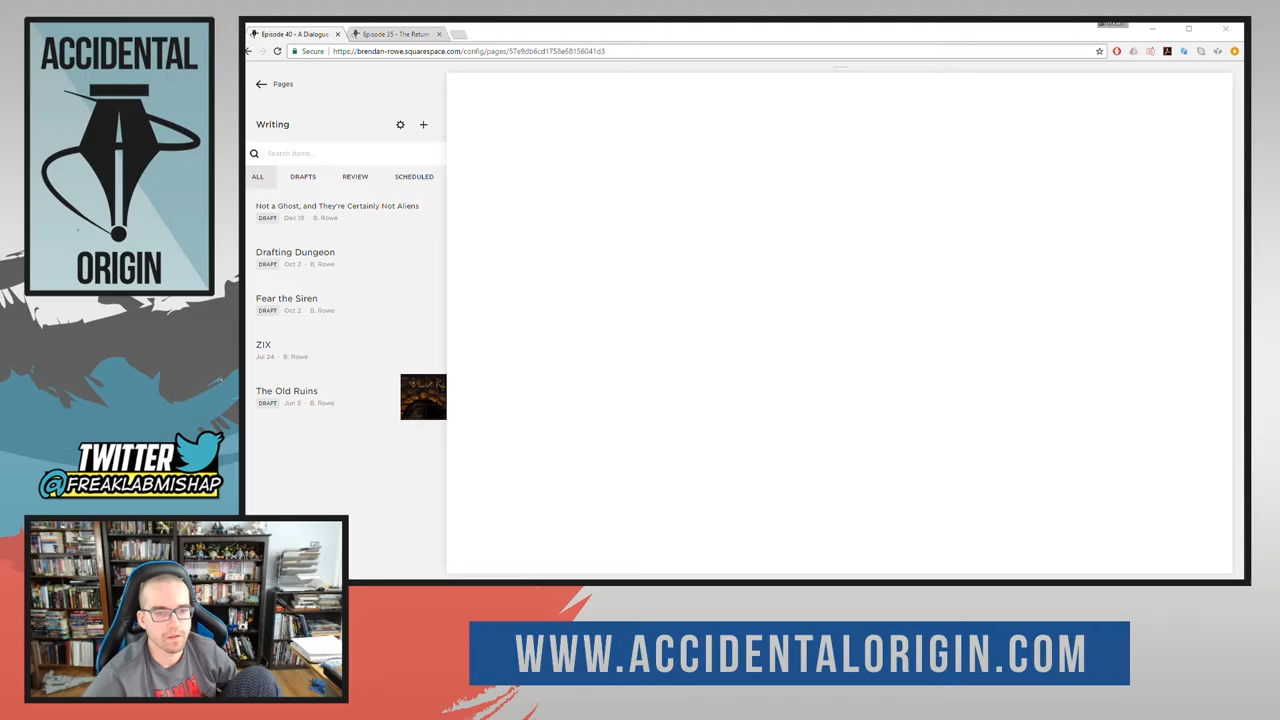 ACCIDENTAL
ORIGIN
Episode 40 - A Dialogue
Episode 35 - The Return
Secure
https://brendan-rowe.squarespace.com/config/pages/57e9db6cd1758e68156041d3
Pages
Writing
Search items...
ALL
DRAFTS
REVIEW
SCHEDULED
Not a Ghost, and They're Certainly Not Aliens
DRAFT Dec 18 · B. Rowe
Drafting Dungeon
DRAFT Oct 2 · B. Rowe
Fear the Siren
DRAFT Oct 2 · B. Rowe
ZIX
Jul 24 · B. Rowe
The Old Ruins
DRAFT Jun 5 · B. Rowe
TWITTER
@FREAKLABMISHAP
WWW.ACCIDENTALORIGIN.COM